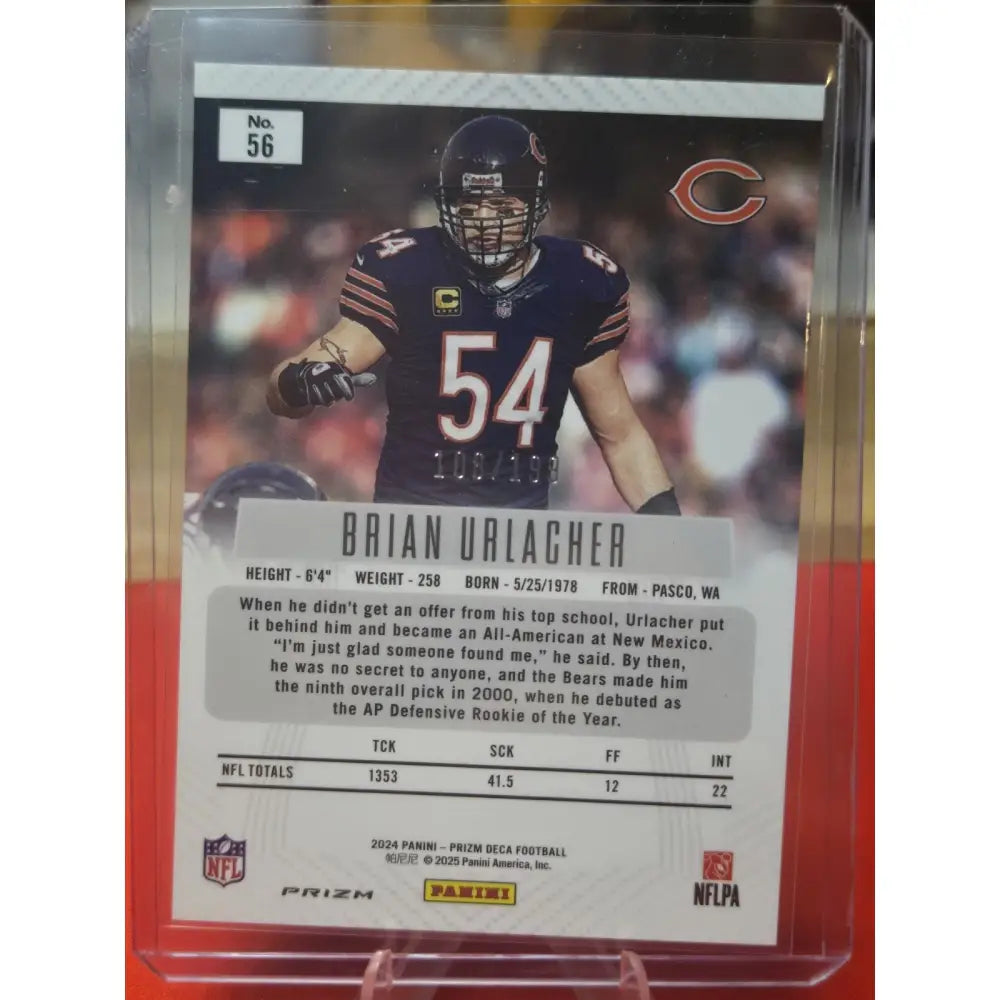 No.
56
C
54
54
C
54
BRIAN URLACHER
HEIGHT - 6'4" WEIGHT - 258 BORN - 5/25/1978 FROM - PASCO, WA
When he didn't get an offer from his top school, Urlacher put
it behind him and became an All-American at New Mexico.
"I'm just glad someone found me," he said. By then,
he was no secret to anyone, and the Bears made him
the ninth overall pick in 2000, when he debuted as
the AP Defensive Rookie of the Year.
TCK SCK FF INT
NFL TOTALS 1353 41.5 12 22
2024 PANINI – PRIZM DECA FOOTBALL
帕尼尼 © 2025 Panini America, Inc.
NFL
PRIZM
PANINI
NFLPA